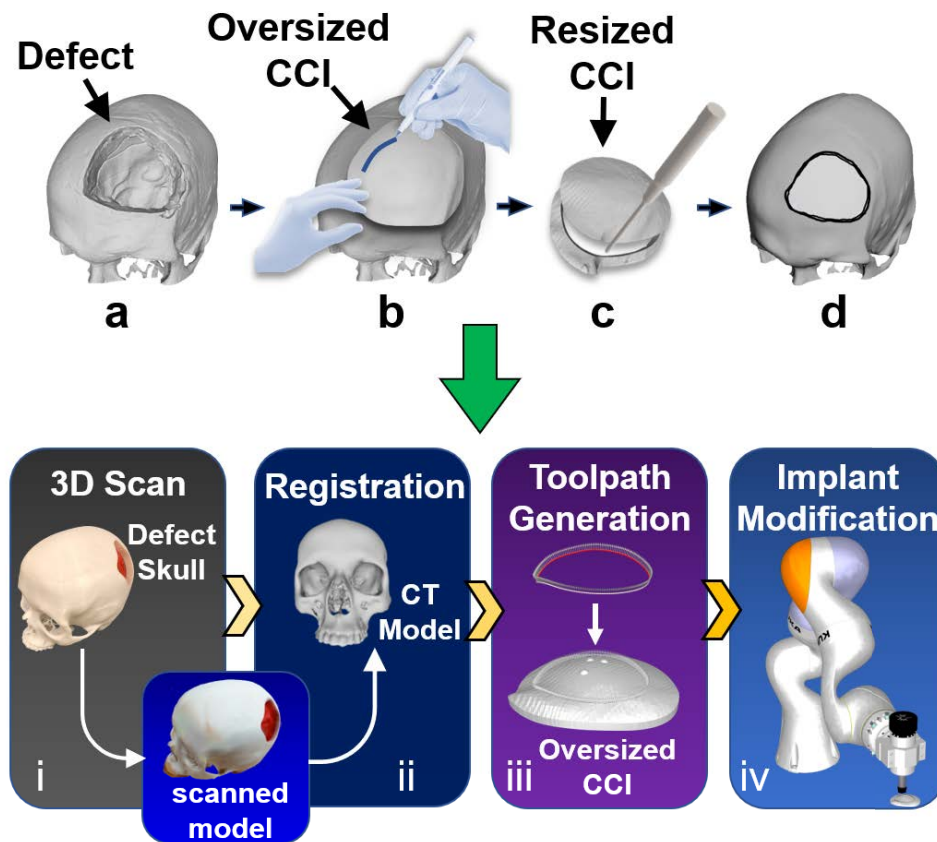 Defect
Oversized
CCI
Resized
CCI
a
b
c
d
3D Scan
Defect
Skull
i
scanned
model
Registration
CT
Model
ii
Toolpath
Generation
Oversized
CCI
iii
Implant
Modification
iv